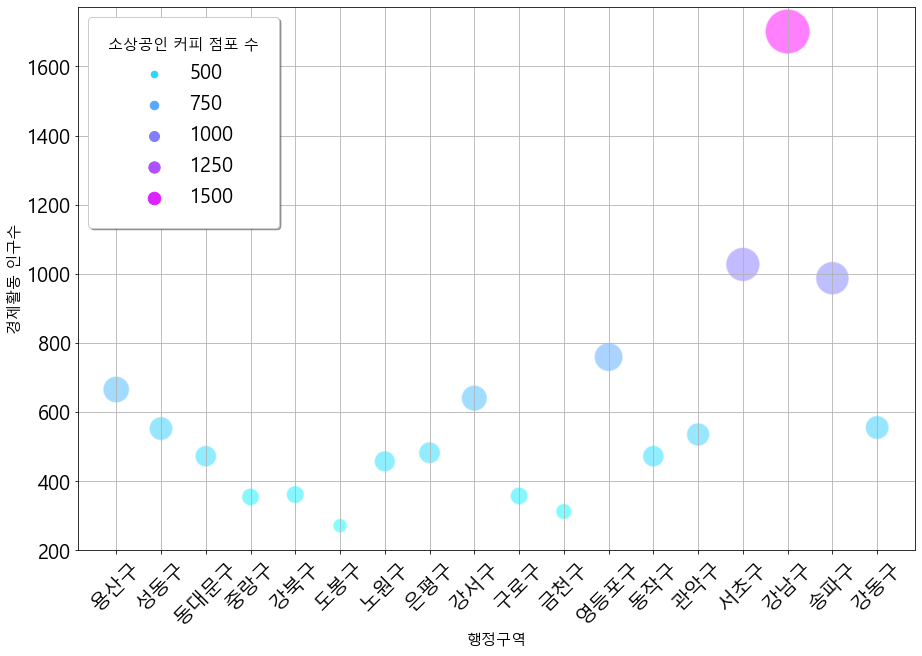 소상공인 커피 점포 수
500
750
1000
1250
1500
경제활동 인구수
1600
1400
1200
1000
800
600
400
200
용산구
성동구
동대문구
중랑구
강북구
도봉구
노원구
은평구
강서구
구로구
금천구
영등포구
동작구
관악구
서초구
강남구
송파구
강동구
행정구역